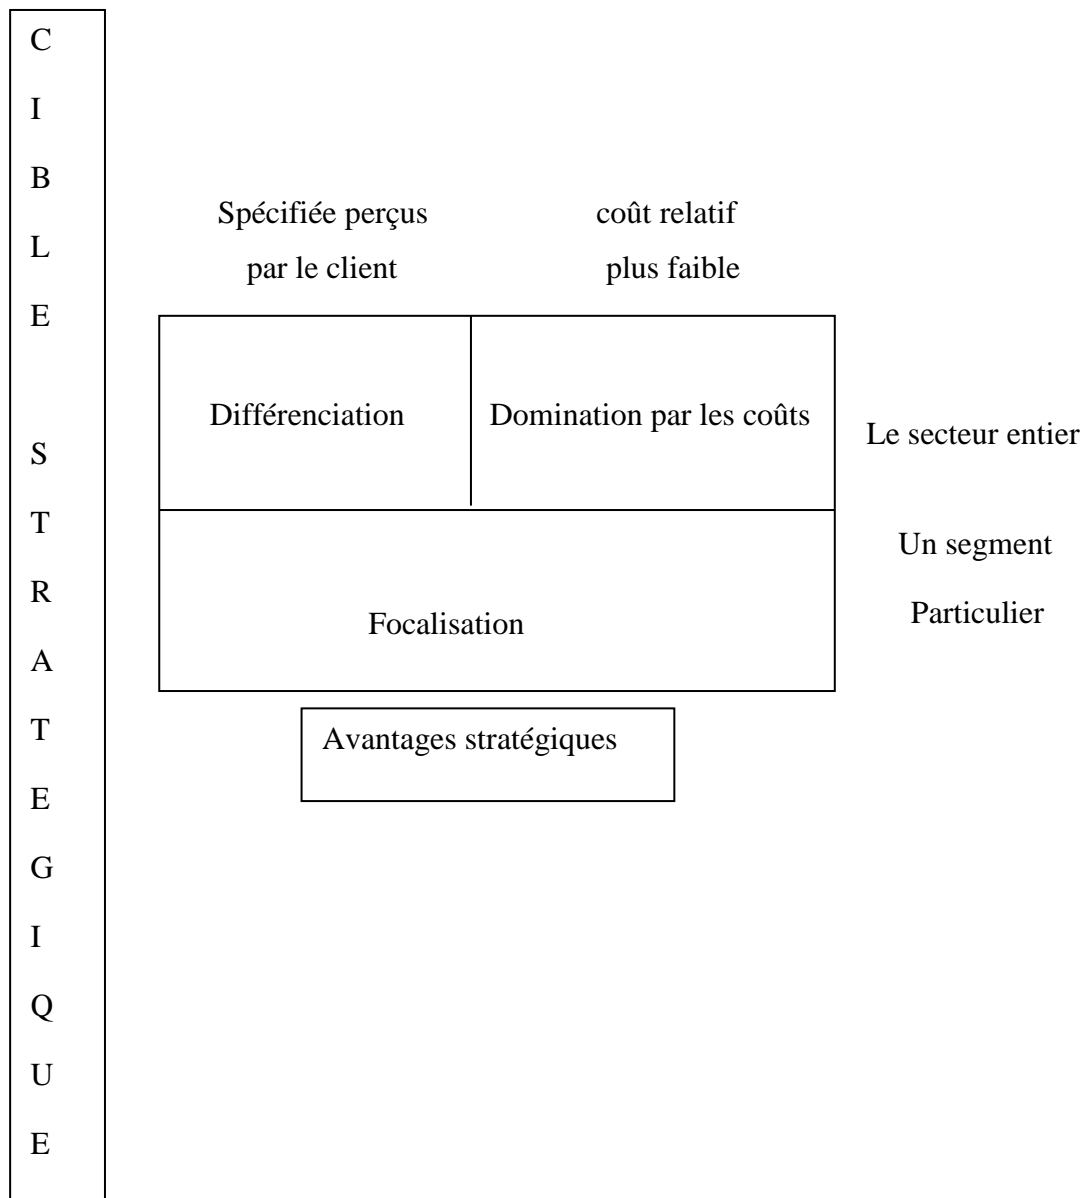 C
I
B
L
E
S
T
R
A
T
E
G
I
Q
U
E
Spécifiée perçus
par le client
coût relatif
plus faible
Différenciation
Domination par les coûts
Le secteur entier
Un segment
Particulier
Focalisation
Avantages stratégiques